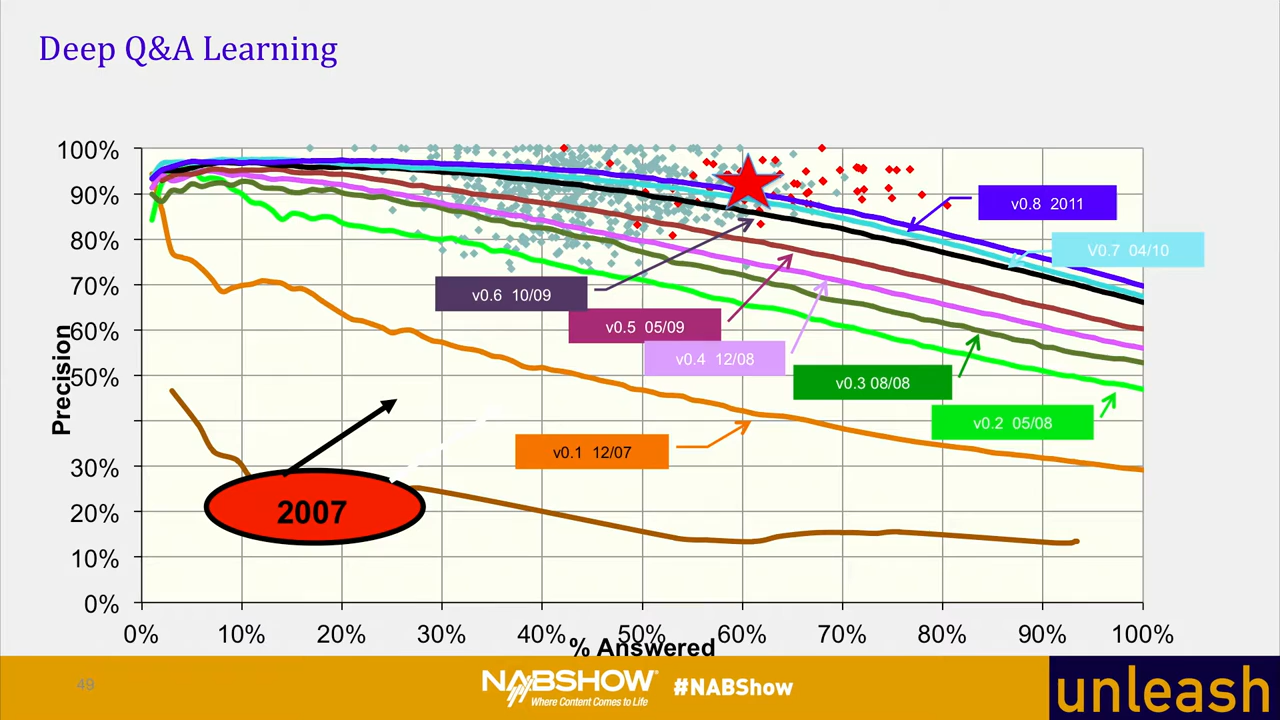 Deep Q&A Learning
100%
90%
80%
70%
60%
50%
40%
30%
20%
10%
0%
Precision
v0.8 2011
V0.7 04/10
v0.6 10/09
v0.5 05/09
v0.4 12/08
v0.3 08/08
v0.2 05/08
v0.1 12/07
2007
0% 10% 20% 30% 40% 50% 60% 70% 80% 90% 100%
% Answered
49
NABSHOW
Where Content Comes to Life
#NABShow
unleash